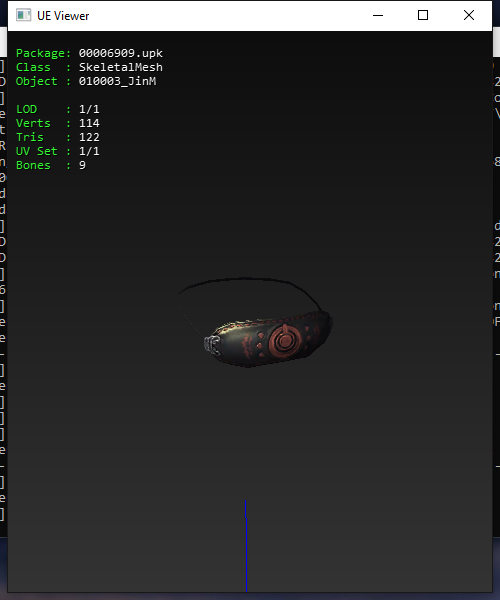 UE Viewer
Package: 00006909.upk
Class : SkeletalMesh
Object : 010003_JinM
LOD : 1/1
Verts : 114
Tris : 122
UV Set : 1/1
Bones : 9